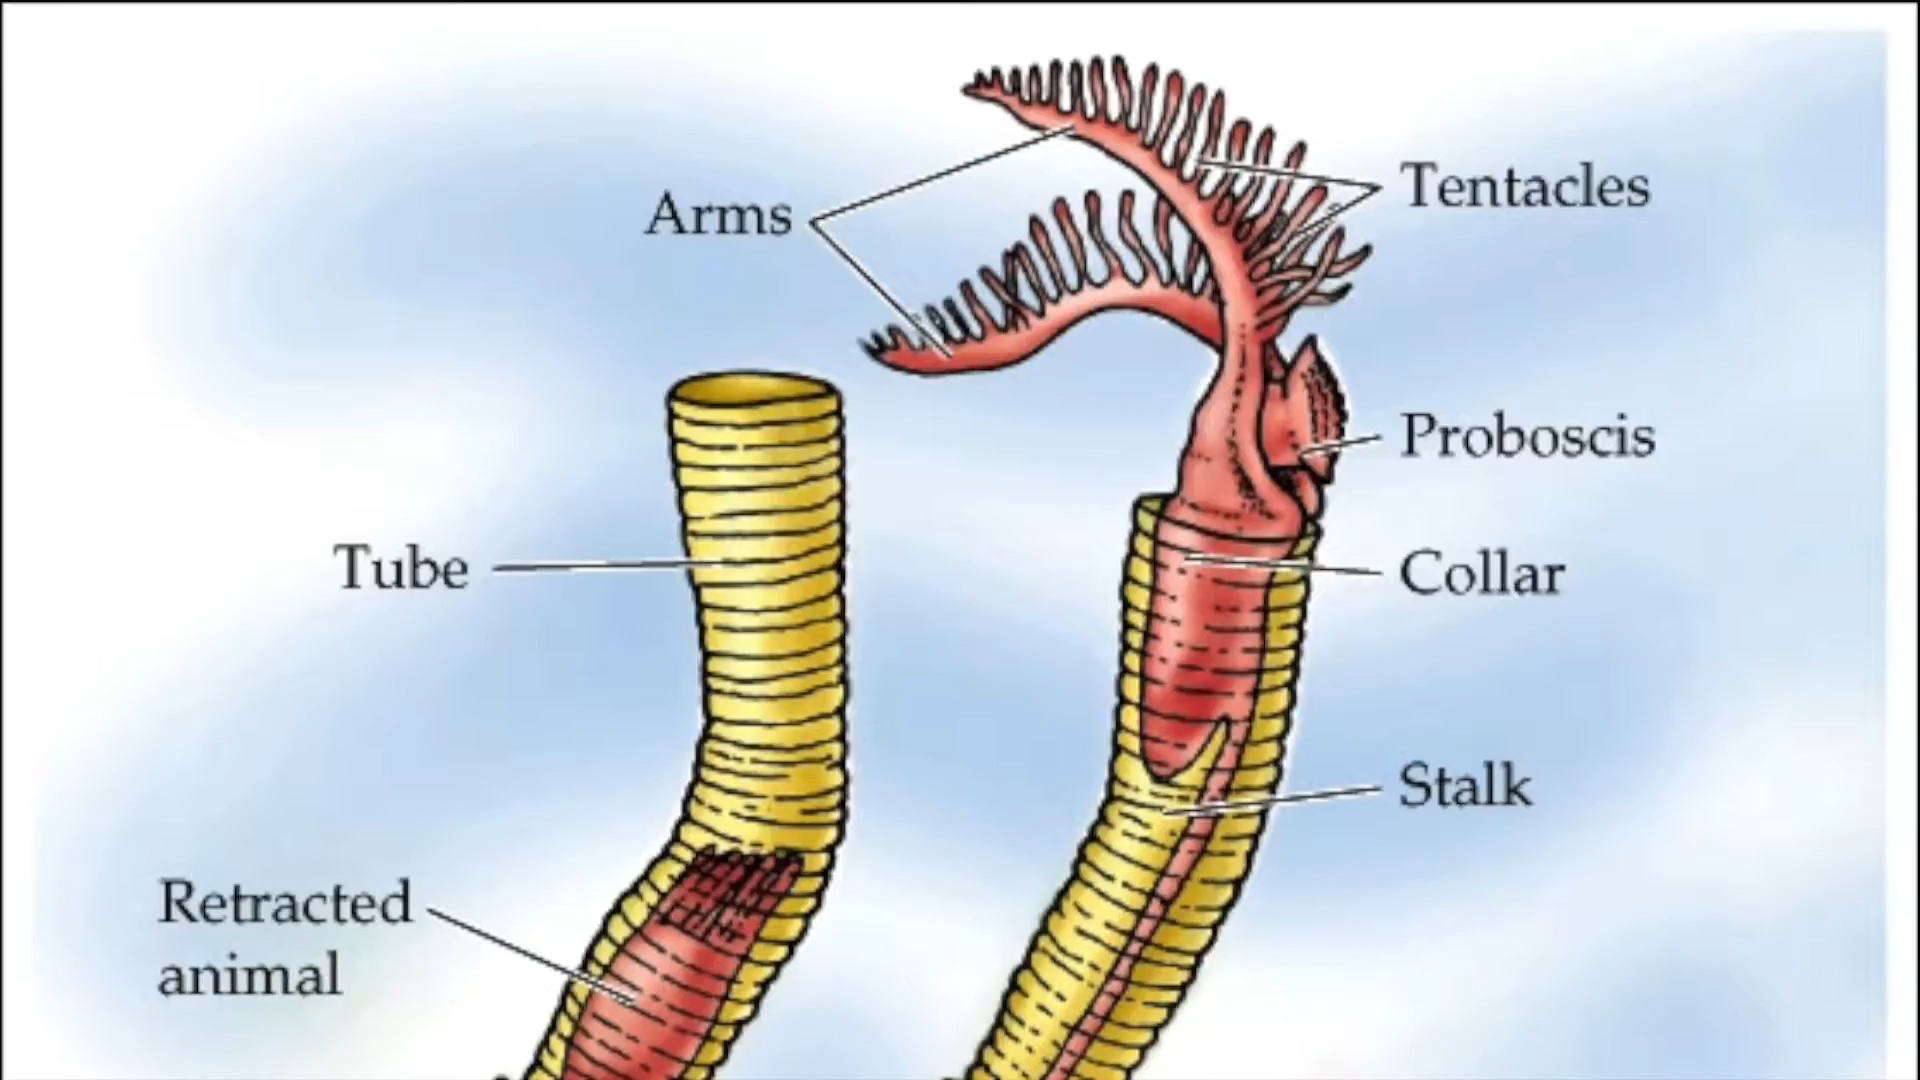 Tentacles
Arms
Proboscis
Tube
Collar
Stalk
Retracted
animal